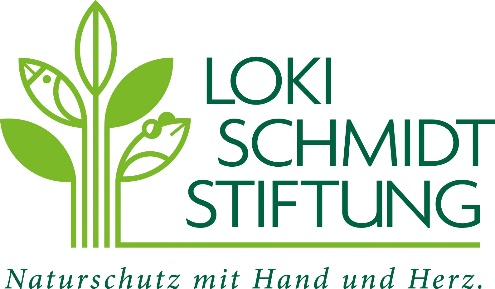 LOKI
SCHMIDT
STIFTUNG
Naturschutz mit Hand und Herz.